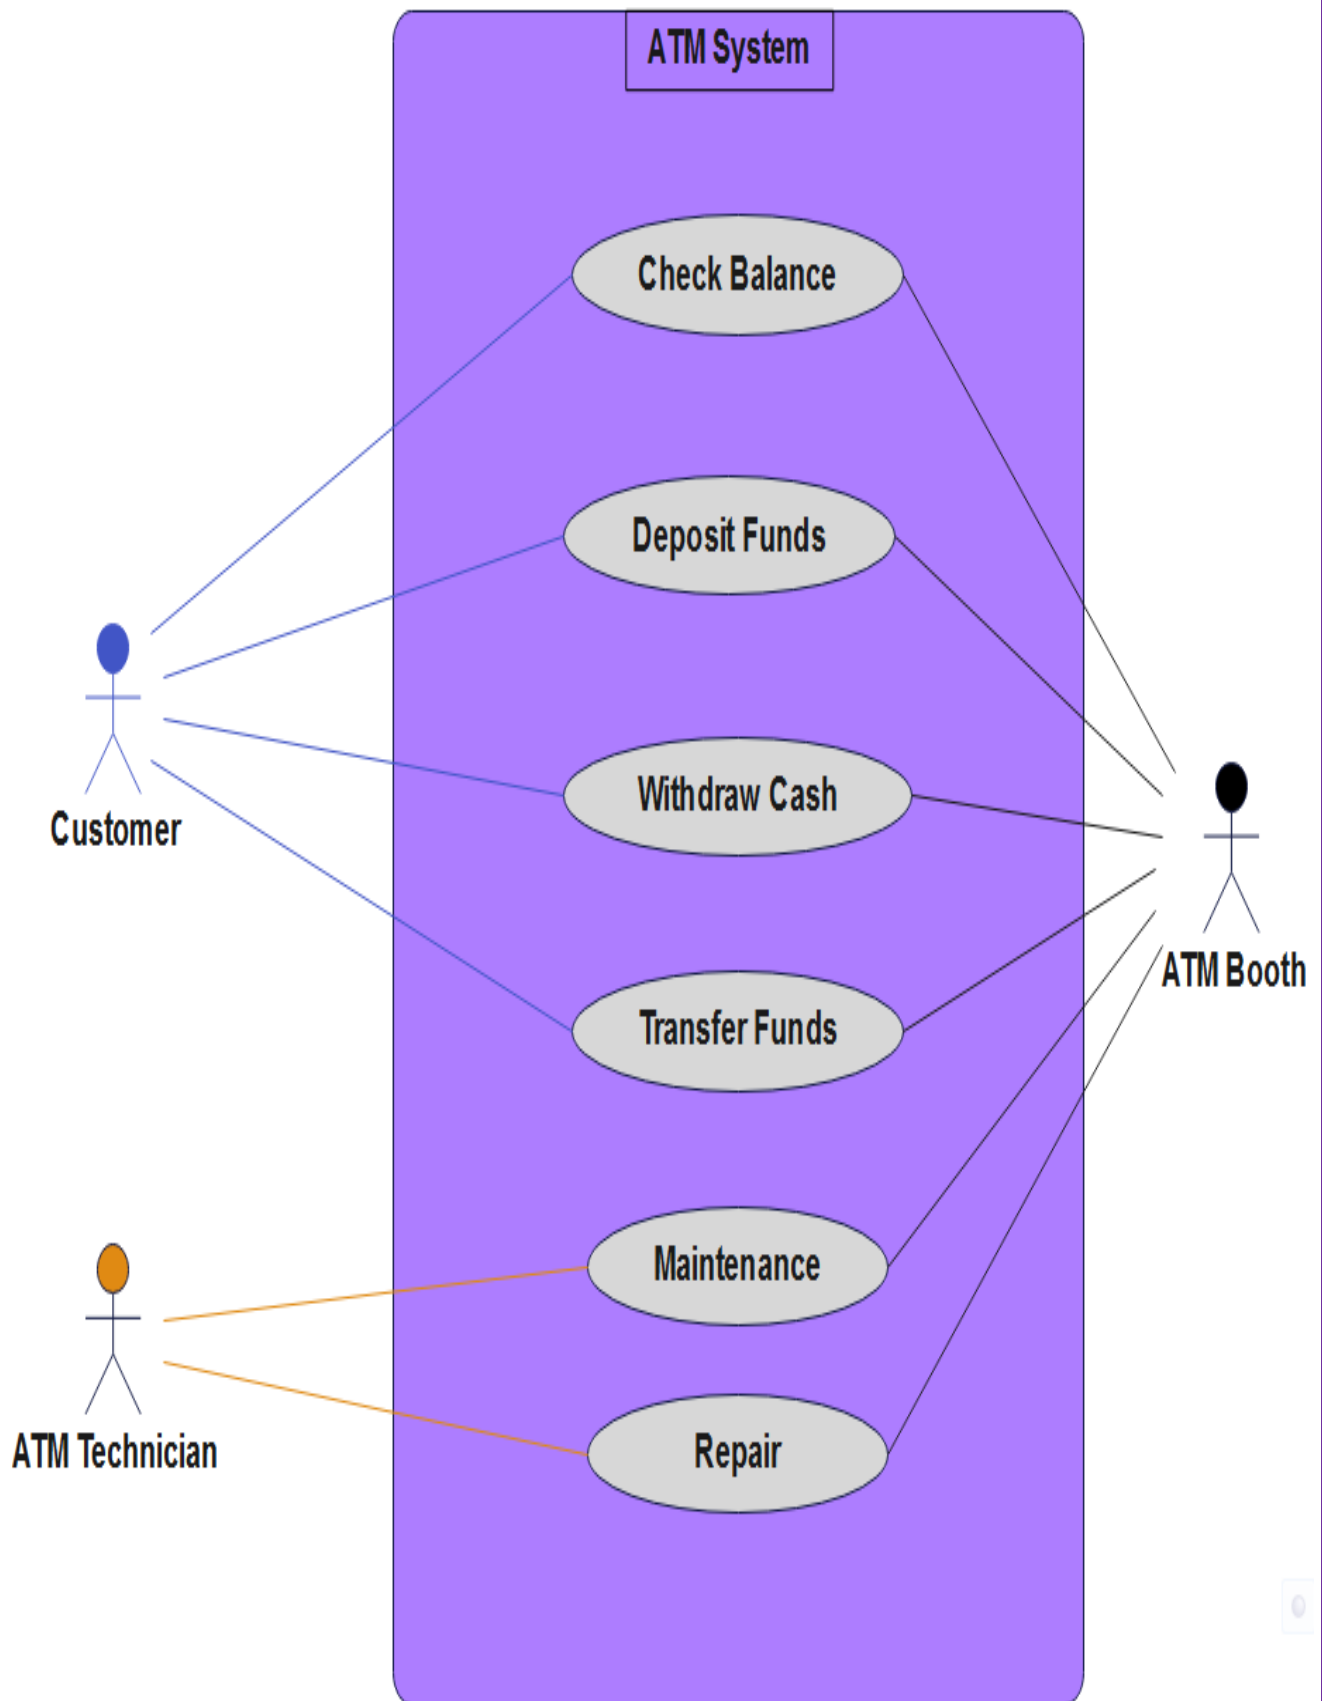 ATM System
Check Balance
Deposit Funds
Withdraw Cash
Customer
ATM Booth
Transfer Funds
Maintenance
ATM Technician
Repair